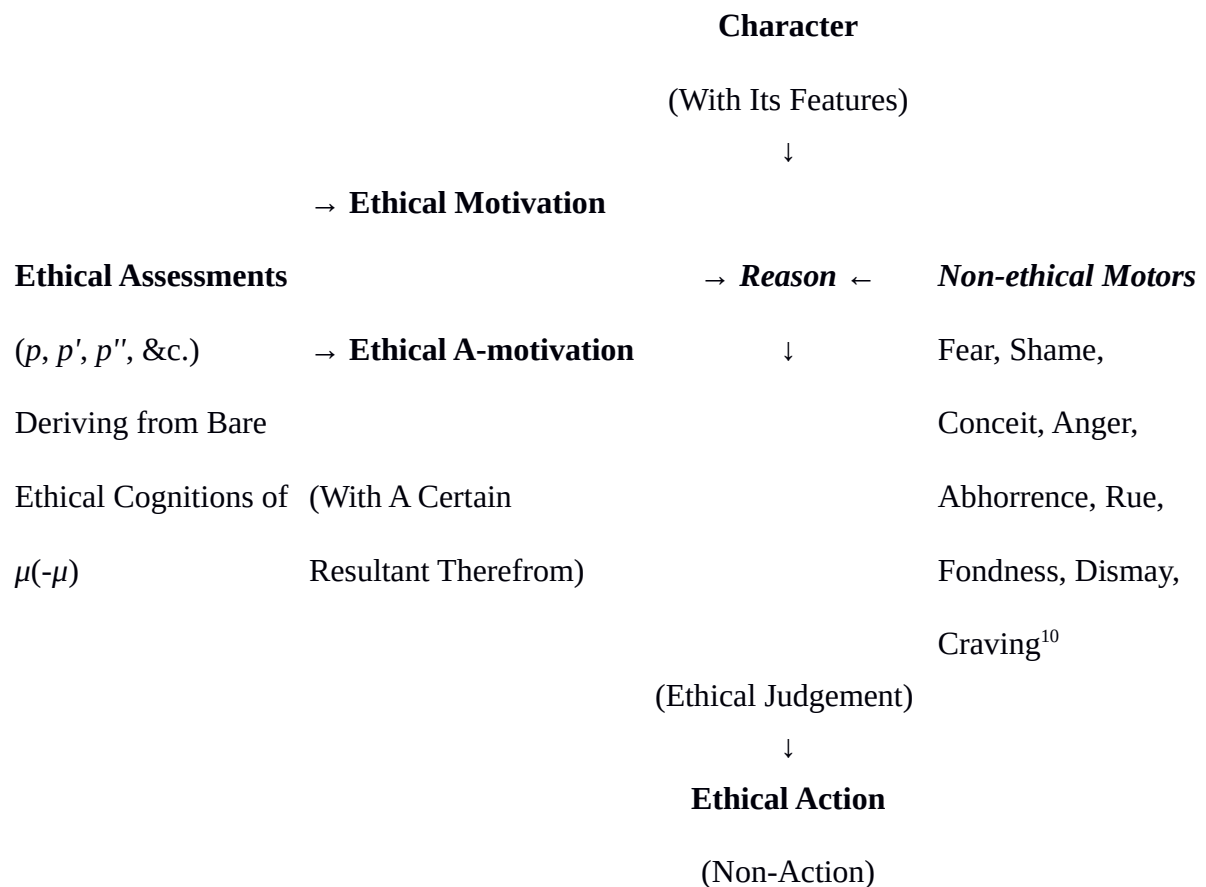 Character
(With Its Features)
↓
→ Ethical Motivation
Ethical Assessments → Reason ← Non-ethical Motors
(p, p', p'', &c.) → Ethical A-motivation ↓ Fear, Shame,
Deriving from Bare Conceit, Anger,
Ethical Cognitions of (With A Certain Abhorrence, Rue,
μ(-μ) Resultant Therefrom) Fondness, Dismay,
Craving10
(Ethical Judgement)
↓
Ethical Action
(Non-Action)